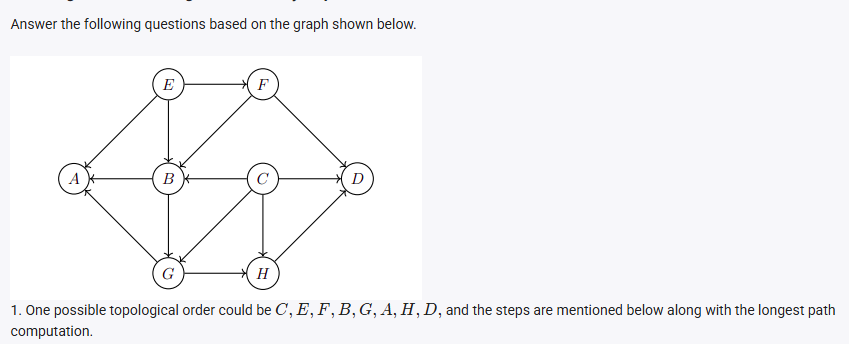 Answer the following questions based on the graph shown below.
E F
A B C D
G H
1. One possible topological order could be C, E, F, B, G, A, H, D, and the steps are mentioned below along with the longest path
computation.